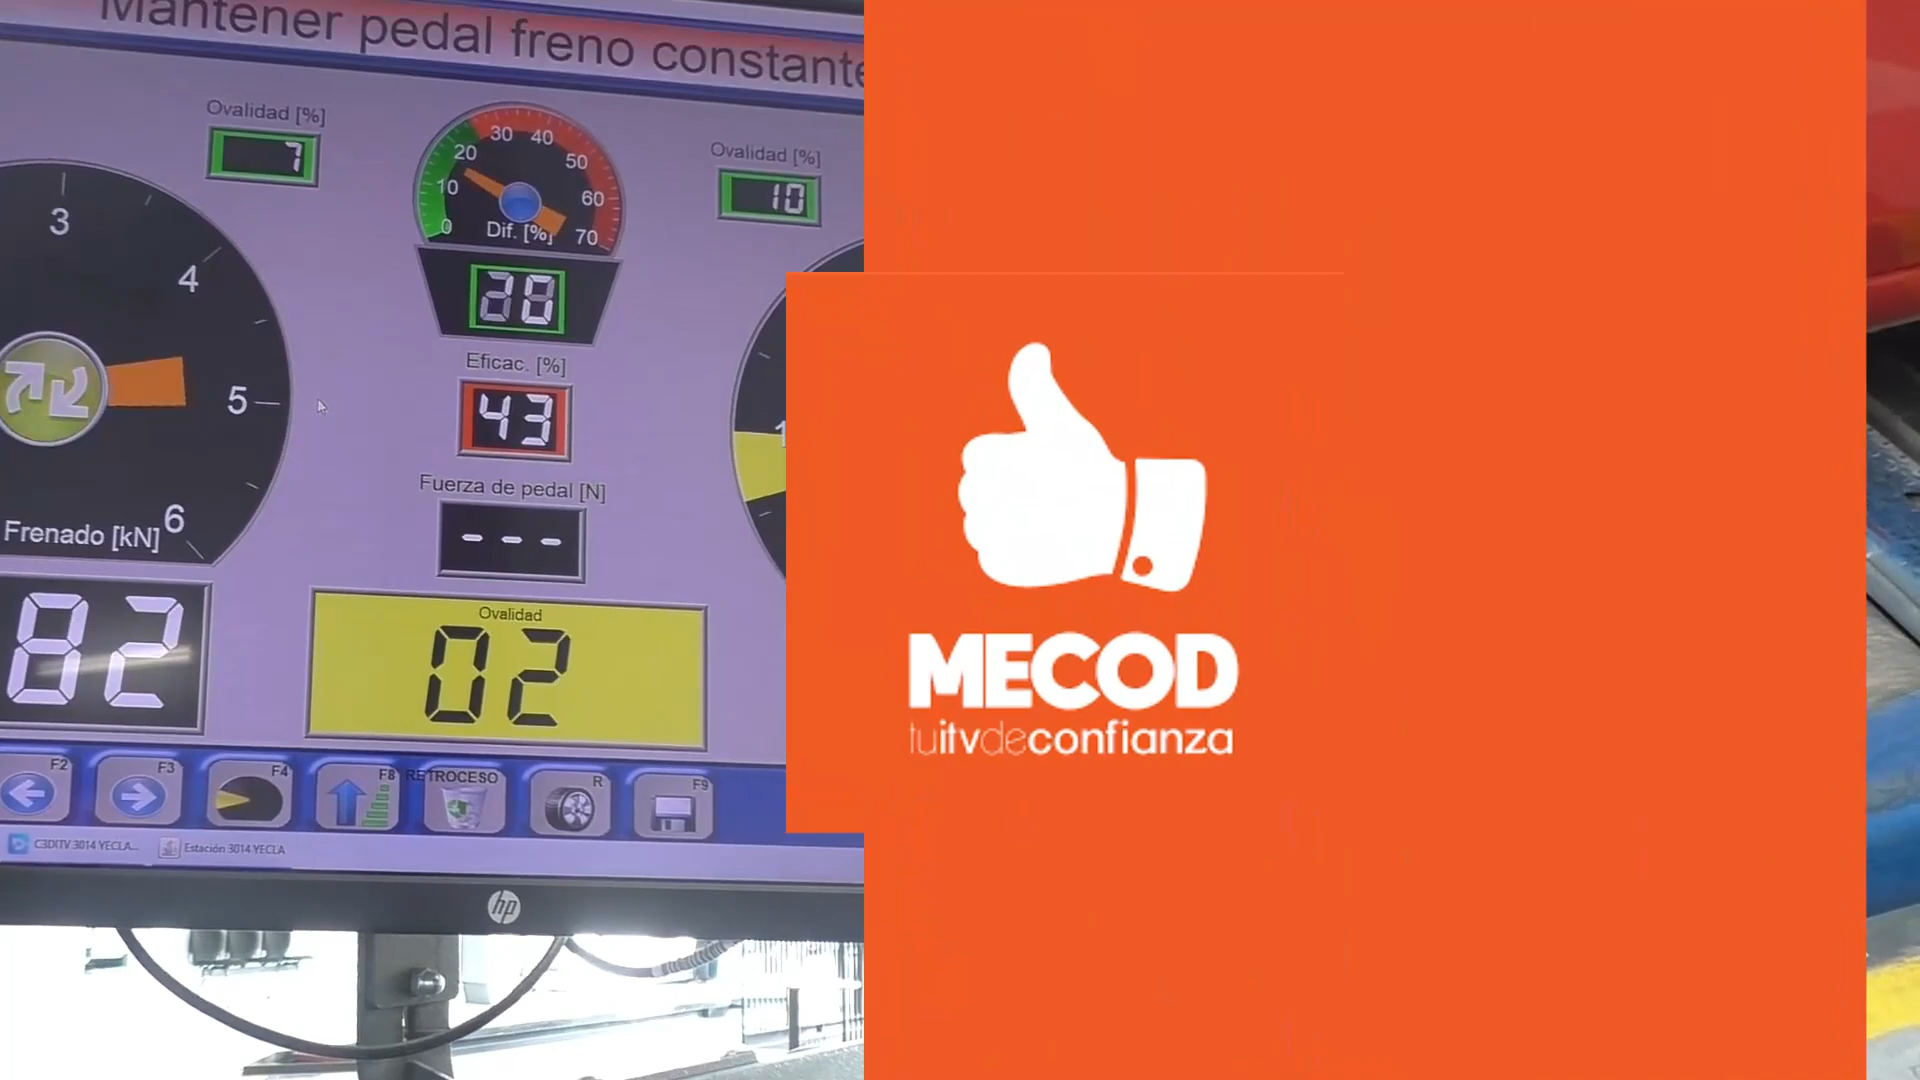 Mantener pedal freno constante
Ovalidad [%]
7
30 40
20 50
10 60
0 Dif. [%] 70
20
Ovalidad [%]
10
3
4
5
6
Frenado [kN]
82
Eficac. [%]
43
Fuerza de pedal [N]
---
Ovalidad
02
F2
F3
F4
F8
RETROCESO
R
F9
C3DITV 3014 YECLA...
Estación 3014 YECLA
hp
MECOD
tuitvdeconfianza